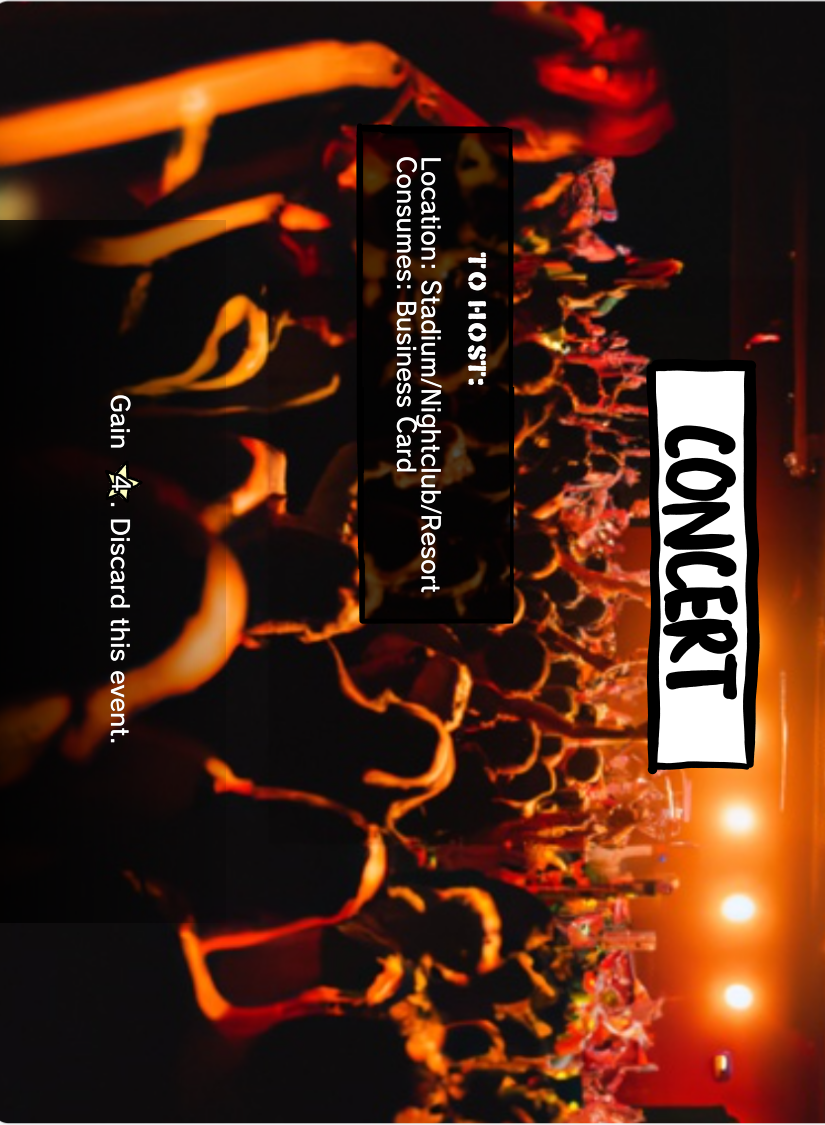 CONCERT
TO HOST:
Location: Stadium/Nightclub/Resort
Consumes: Business Card
Gain 4. Discard this event.